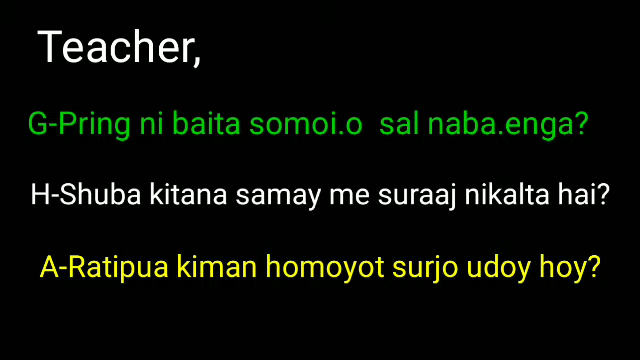 Teacher,
G-Pring ni baita somoi.o sal naba.enga?
H-Shuba kitana samay me suraaj nikalta hai?
A-Ratipua kiman homoyot surjo udoy hoy?